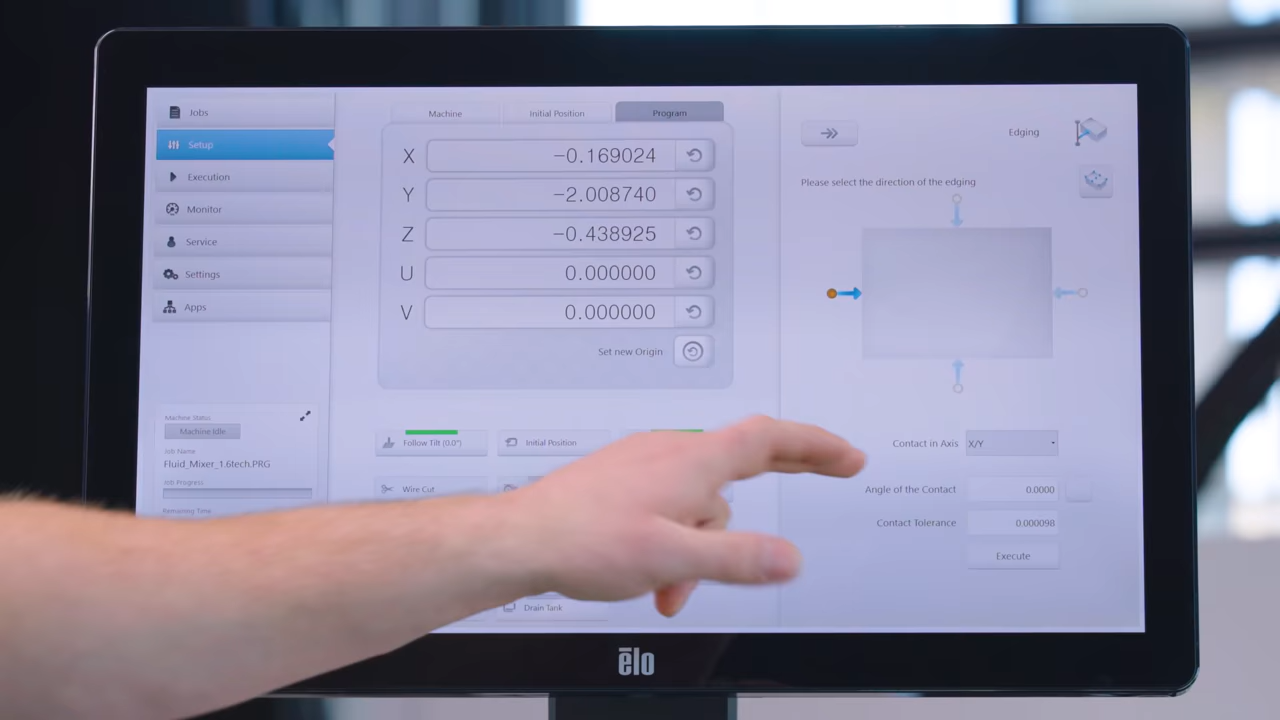 Jobs
Setup
Execution
Monitor
Service
Settings
Apps
Machine Status
Machine Idle
Job Name
Fluid_Mixer_1.6tech.PRG
Job Progress
Remaining Time
Machine
Initial Position
Program
X −0.169024
Y −2.008740
Z −0.438925
U 0.000000
V 0.000000
Set new Origin
Follow Tilt (0.0°)
Initial Position
Wire Cut
Drain Tank
Edging
Please select the direction of the edging
Contact in Axis X/Y
Angle of the Contact 0.0000
Contact Tolerance 0.000098
Execute
ēlo